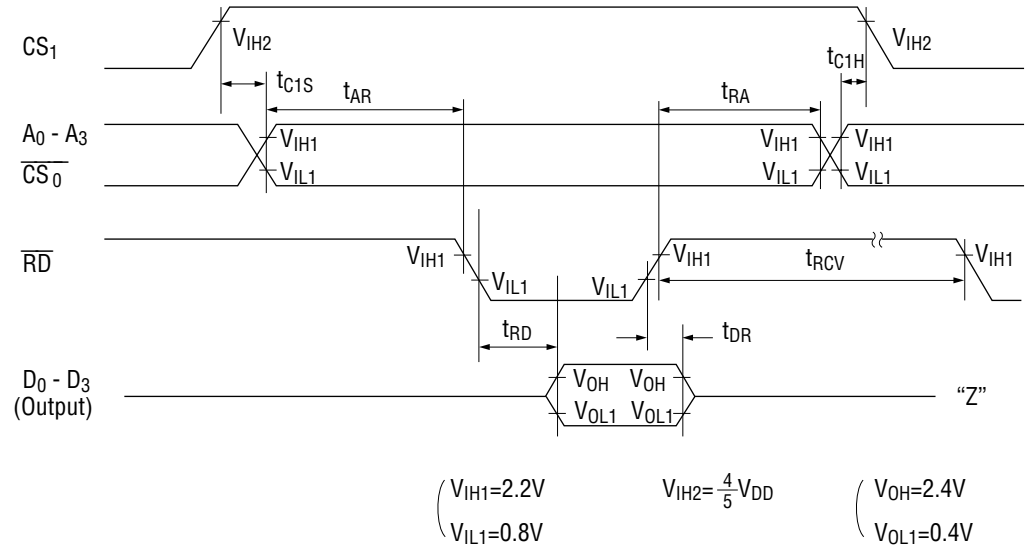 CS1 VIH2 VIH2
tC1S tAR tRA tC1H
A0 - A3 VIH1 VIH1 VIH1
CS0 VIL1 VIL1 VIL1
RD VIH1 VIH1 tRCV VIH1
VIL1 VIL1
tRD tDR
D0 - D3 VOH VOH “Z”
(Output) VOL1 VOL1
VIH1=2.2V VIH2=4/5VDD VOH=2.4V
VIL1=0.8V VOL1=0.4V